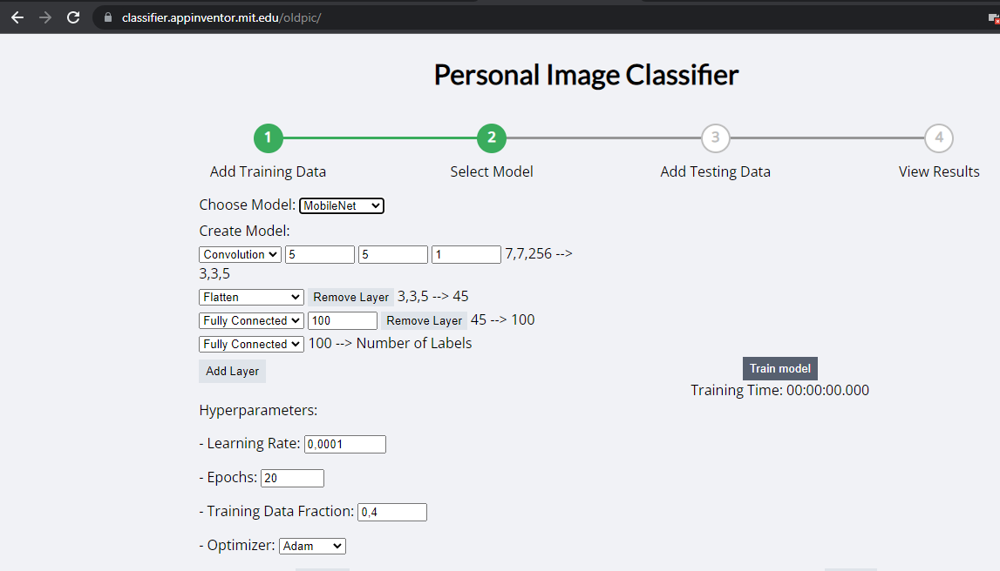 classifier.appinventor.mit.edu/oldpic/
Personal Image Classifier
1 2 3 4
Add Training Data Select Model Add Testing Data View Results
Choose Model: MobileNet
Create Model:
Convolution 5 5 1 7,7,256 -->
3,3,5
Flatten Remove Layer 3,3,5 --> 45
Fully Connected 100 Remove Layer 45 --> 100
Fully Connected 100 --> Number of Labels
Add Layer Train model
Training Time: 00:00:00.000
Hyperparameters:
- Learning Rate: 0,0001
- Epochs: 20
- Training Data Fraction: 0,4
- Optimizer: Adam